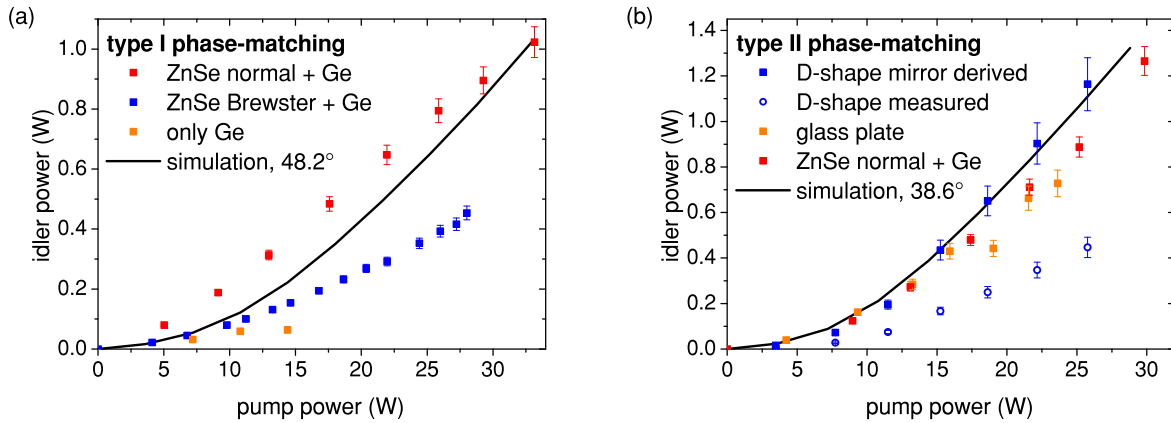 (a)
type I phase-matching
ZnSe normal + Ge
ZnSe Brewster + Ge
only Ge
simulation, 48.2°
idler power (W)
1.0
0.8
0.6
0.4
0.2
0.0
0 5 10 15 20 25 30
pump power (W)
(b)
type II phase-matching
D-shape mirror derived
D-shape measured
glass plate
ZnSe normal + Ge
simulation, 38.6°
idler power (W)
1.4
1.2
1.0
0.8
0.6
0.4
0.2
0.0
0 5 10 15 20 25 30
pump power (W)